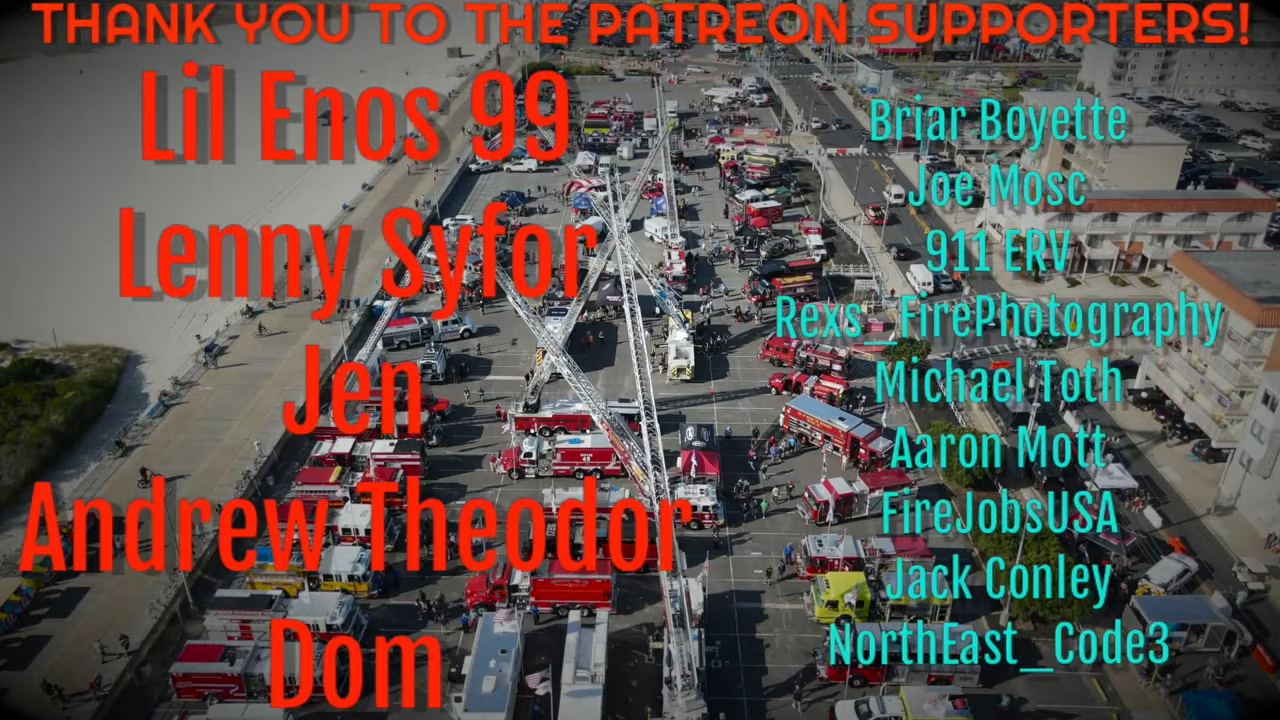 THANK YOU TO THE PATREON SUPPORTERS!
Lil Enos 99
Lenny Syfor
Jen
Andrew Theodor
Dom
Briar Boyette
Joe Mosc
911 ERV
Rexs_FirePhotography
Michael Toth
Aaron Mott
FireJobsUSA
Jack Conley
NorthEast_Code3